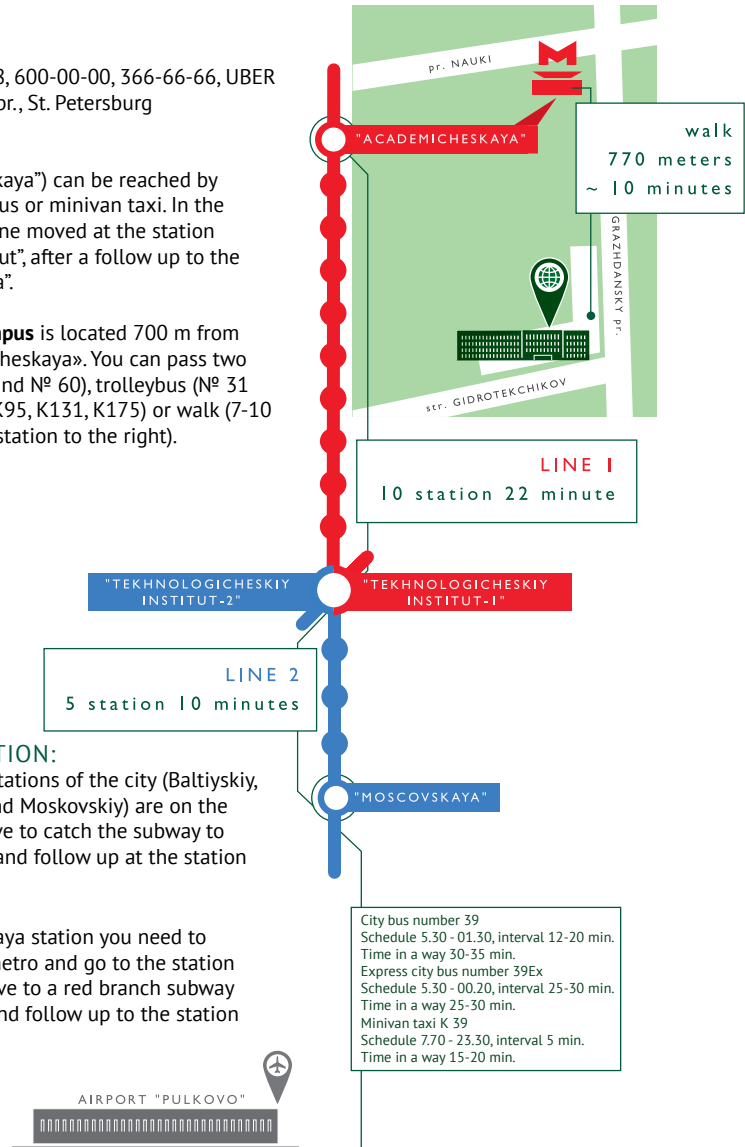 8, 600-00-00, 366-66-66, UBER
pr., St. Petersburg
kaya”) can be reached by
us or minivan taxi. In the
ne moved at the station
ut”, after a follow up to the
a”.
pus is located 700 m from
cheskaya». You can pass two
nd № 60), trolleybus (№ 31
K95, K131, K175) or walk (7-10
station to the right).
pr. NAUKI
"ACADEMICHESKAYA"
walk
770 meters
~ 10 minutes
GRAZHDANSKY pr.
str. GIDROTEKCHIKOV
LINE 1
10 station 22 minute
"TEKHNOLOGICHESKIY
INSTITUT-2"
"TEKHNOLOGICHESKIY
INSTITUT-1"
LINE 2
5 station 10 minutes
TION:
tations of the city (Baltiyskiy,
nd Moskovskiy) are on the
ve to catch the subway to
and follow up at the station
"MOSCOVSKAYA"
aya station you need to
netro and go to the station
ve to a red branch subway
nd follow up to the station
City bus number 39
Schedule 5.30 - 01.30, interval 12-20 min.
Time in a way 30-35 min.
Express city bus number 39Ex
Schedule 5.30 - 00.20, interval 25-30 min.
Time in a way 25-30 min.
Minivan taxi K 39
Schedule 7.70 - 23.30, interval 5 min.
Time in a way 15-20 min.
AIRPORT "PULKOVO"